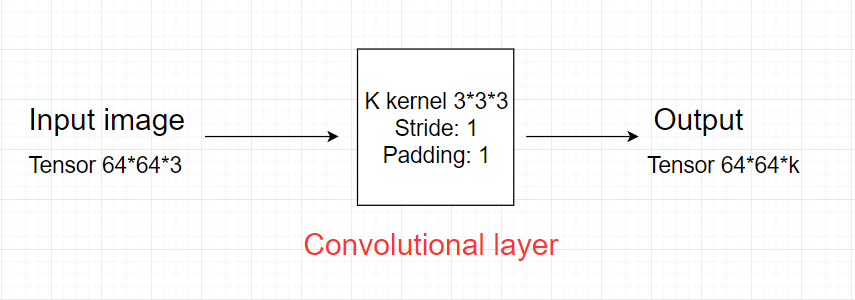 Input image
Tensor 64*64*3
K kernel 3*3*3
Stride: 1
Padding: 1
Output
Tensor 64*64*k
Convolutional layer